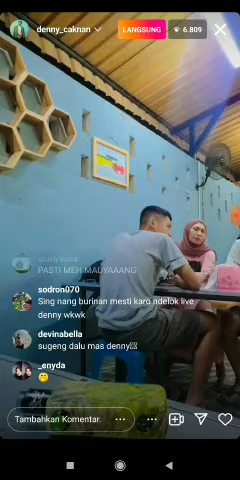 denny_caknan
LANGSUNG
6.809
PASTI MEH MADYAAANG
sodron070
Sing nang burinan mesti karo ndelok live
denny wkwk
devinabella
sugeng dalu mas denny
_enyda
Tambahkan Komentar.